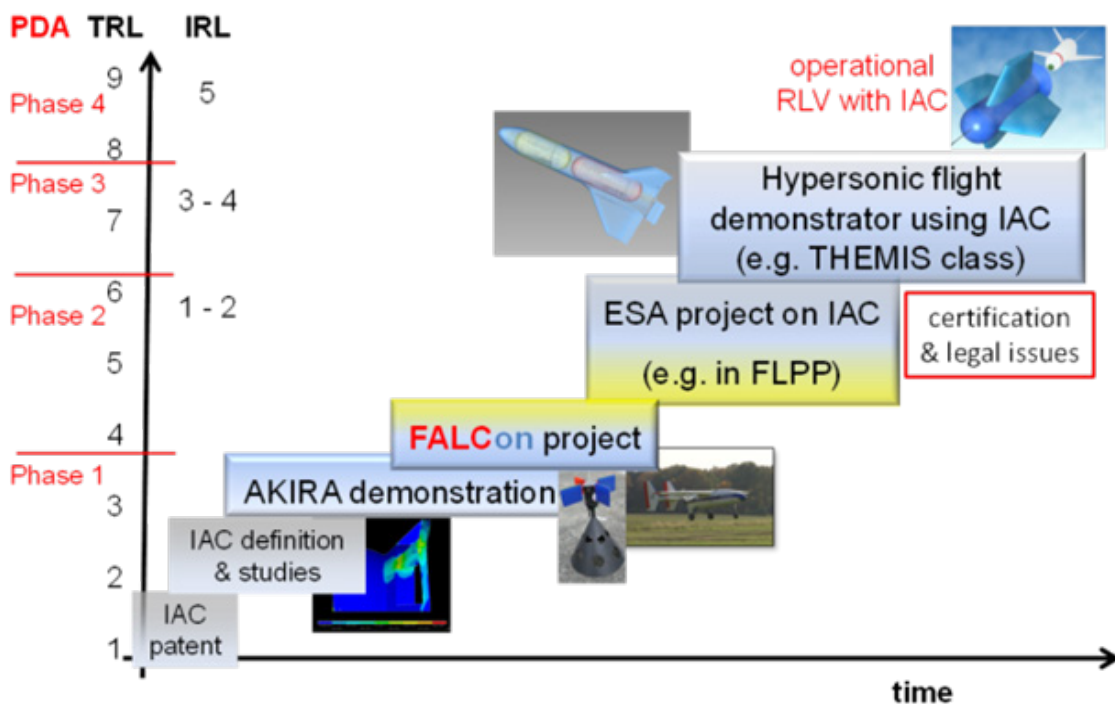 PDA TRL IRL
9
5
Phase 4
8
Phase 3
3 - 4
7
6
1 - 2
Phase 2
5
4
Phase 1
3
2
1
operational
RLV with IAC
Hypersonic flight
demonstrator using IAC
(e.g. THEMIS class)
ESA project on IAC
(e.g. in FLPP)
certification
& legal issues
FALCon project
AKIRA demonstration
IAC definition
& studies
IAC
patent
time